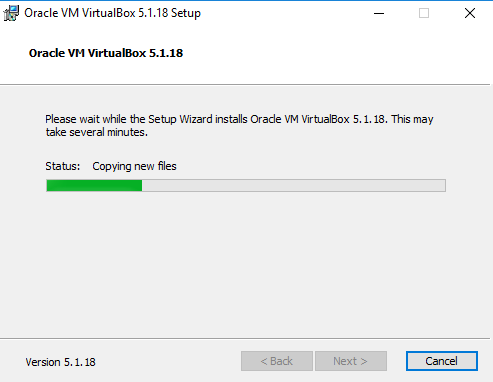 Oracle VM VirtualBox 5.1.18 Setup
Oracle VM VirtualBox 5.1.18
Please wait while the Setup Wizard installs Oracle VM VirtualBox 5.1.18. This may
take several minutes.
Status: Copying new files
Version 5.1.18
< Back Next > Cancel